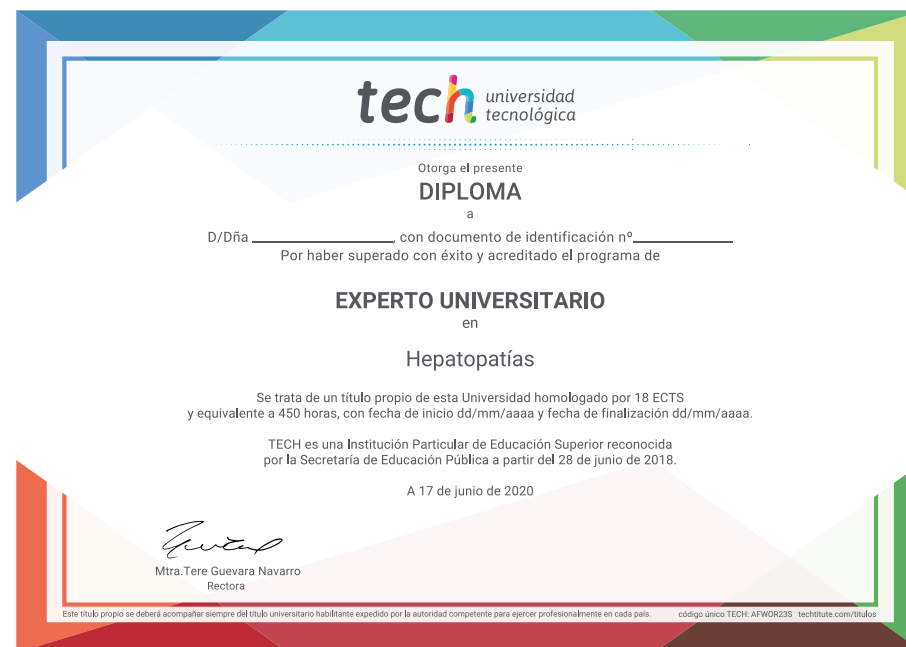 tech universidad
tecnológica
Otorga el presente
DIPLOMA
a
D/Dña ____________________, con documento de identificación nº______________
Por haber superado con éxito y acreditado el programa de
EXPERTO UNIVERSITARIO
en
Hepatopatías
Se trata de un título propio de esta Universidad homologado por 18 ECTS
y equivalente a 450 horas, con fecha de inicio dd/mm/aaaa y fecha de finalización dd/mm/aaaa.
TECH es una Institución Particular de Educación Superior reconocida
por la Secretaría de Educación Pública a partir del 28 de junio de 2018.
A 17 de junio de 2020
Mtra.Tere Guevara Navarro
Rectora
Este título propio se deberá acompañar siempre del título universitario habilitante expedido por la autoridad competente para ejercer profesionalmente en cada país. código único TECH: AFWOR23S techtitute.com/titulos